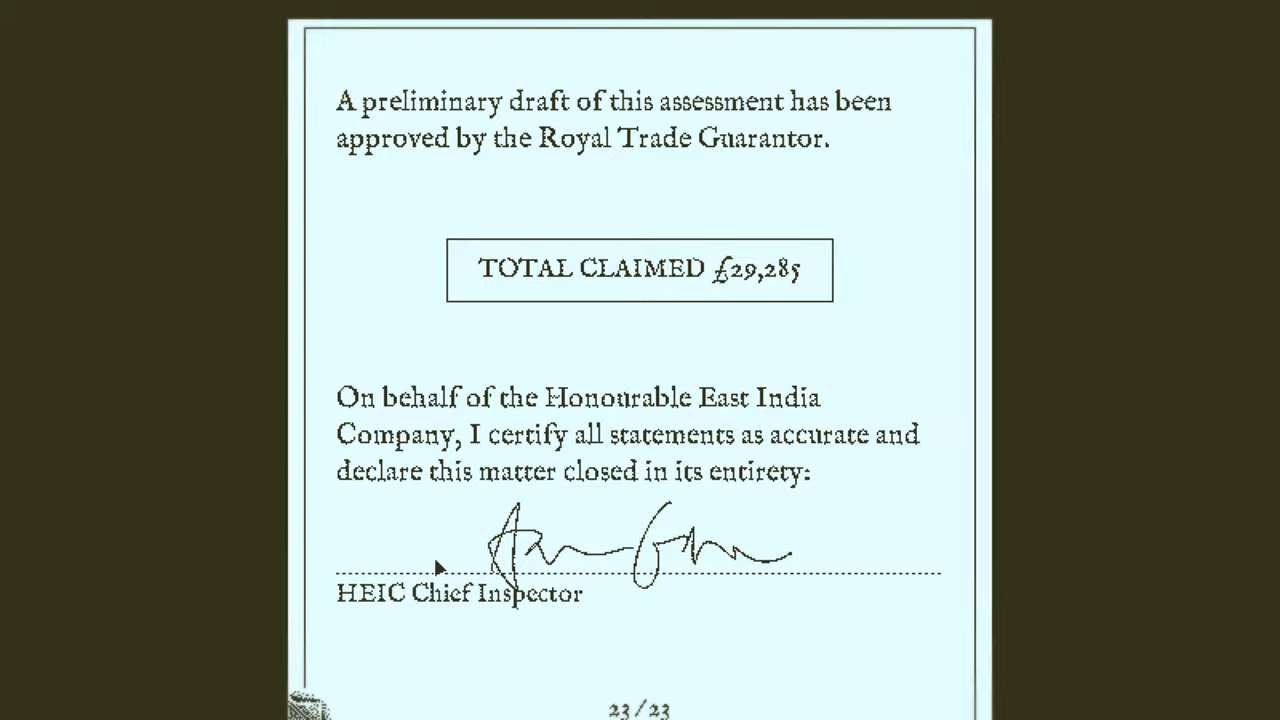 A preliminary draft of this assessment has been
approved by the Royal Trade Guarantor.
TOTAL CLAIMED £29,285
On behalf of the Honourable East India
Company, I certify all statements as accurate and
declare this matter closed in its entirety:
HEIC Chief Inspector
23/23